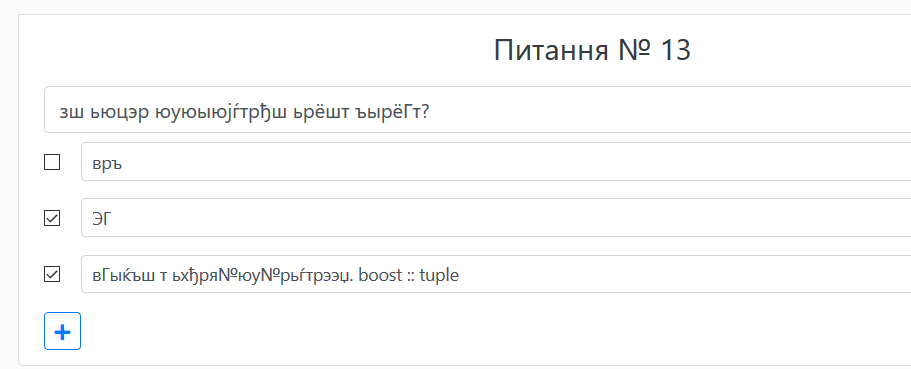 Питання № 13
зш ьюцэр юуюыюјѓтрђш ьрёшт ъырёГт?
връ
ЭГ
вГыќъш т ьхђря№юу№рьѓтрээџ. boost :: tuple